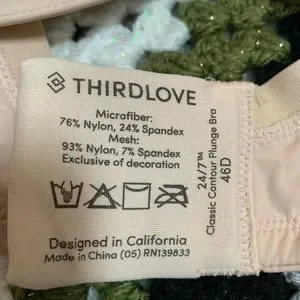 THIRDLOVE
Microfiber:
76% Nylon, 24% Spandex
Mesh:
93% Nylon, 7% Spandex
Exclusive of decoration
Designed in California
Made in China (05) RN139833
24/7™
Classic Contour Plunge Bra
46D